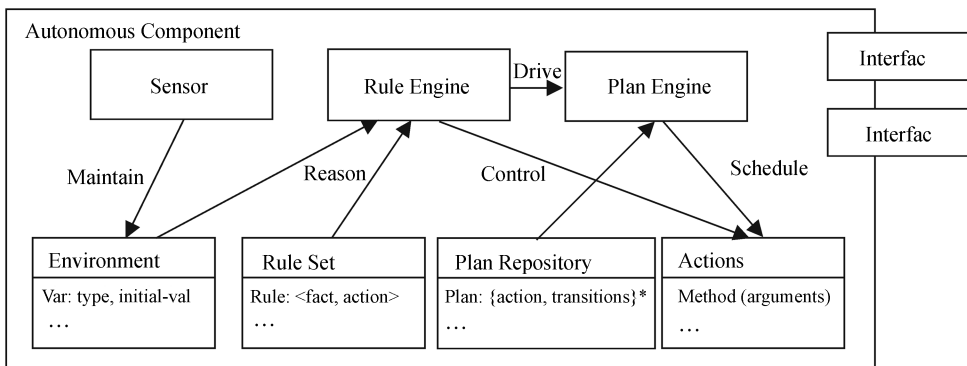 Autonomous Component
Interfac
Sensor
Rule Engine
Drive
Plan Engine
Interfac
Maintain
Reason
Control
Schedule
Environment
Var: type, initial-val
…
Rule Set
Rule: <fact, action>
…
Plan Repository
Plan: {action, transitions}*
…
Actions
Method (arguments)
…